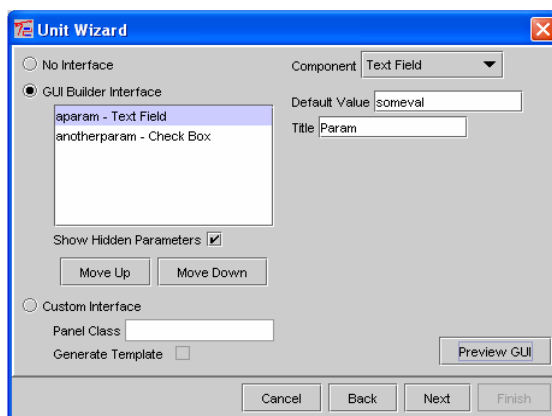 Unit Wizard
No Interface
Component Text Field
GUI Builder Interface
Default Value someval
aparam - Text Field
Title Param
anotherparam - Check Box
Show Hidden Parameters
Move Up Move Down
Custom Interface
Panel Class
Generate Template
Preview GUI
Cancel Back Next Finish